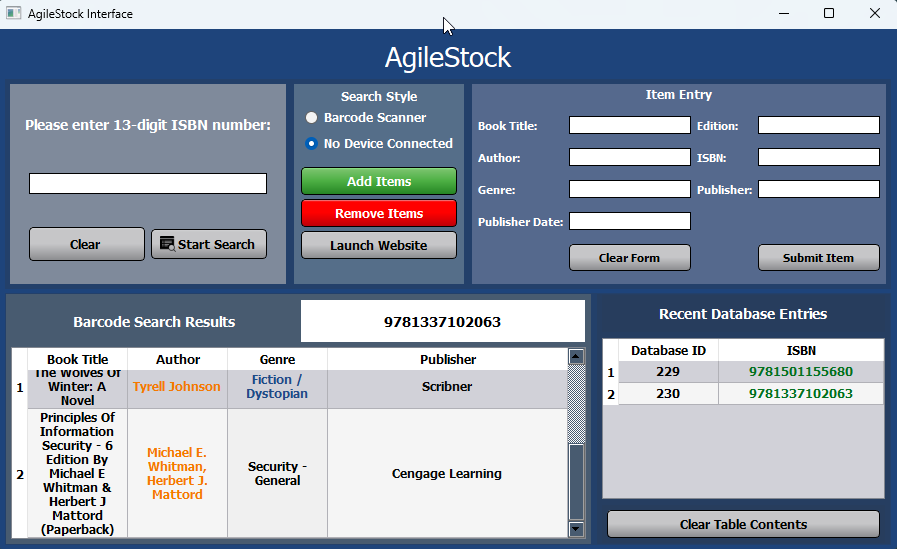 AgileStock Interface
AgileStock
Please enter 13-digit ISBN number:
Clear
Start Search
Search Style
Barcode Scanner
No Device Connected
Add Items
Remove Items
Launch Website
Item Entry
Book Title:
Edition:
Author:
ISBN:
Genre:
Publisher:
Publisher Date:
Clear Form
Submit Item
Barcode Search Results
9781337102063
Book Title Author Genre Publisher
1
The Wolves Of
Winter: A
Novel
Tyrell Johnson
Fiction /
Dystopian
Scribner
2
Principles Of
Information
Security - 6
Edition By
Michael E
Whitman &
Herbert J
Mattord
(Paperback)
Michael E.
Whitman,
Herbert J.
Mattord
Security -
General
Cengage Learning
Recent Database Entries
Database ID ISBN
1 229 9781501155680
2 230 9781337102063
Clear Table Contents